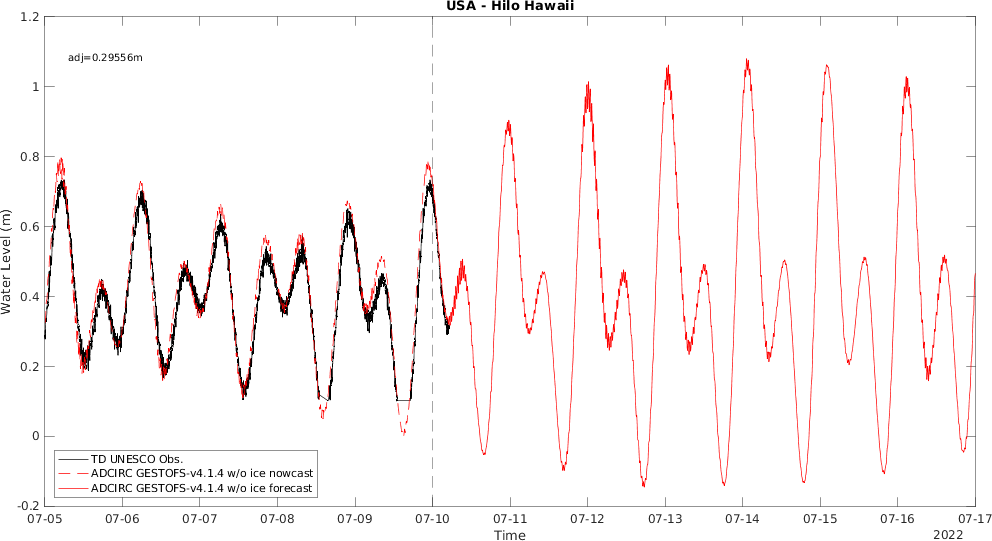 USA - Hilo Hawaii
adj=0.29556m
1.2
1
0.8
0.6
0.4
0.2
0
-0.2
Water Level (m)
TD UNESCO Obs.
ADCIRC GESTOFS-v4.1.4 w/o ice nowcast
ADCIRC GESTOFS-v4.1.4 w/o ice forecast
07-05 07-06 07-07 07-08 07-09 07-10 07-11 07-12 07-13 07-14 07-15 07-16 07-17
Time
2022